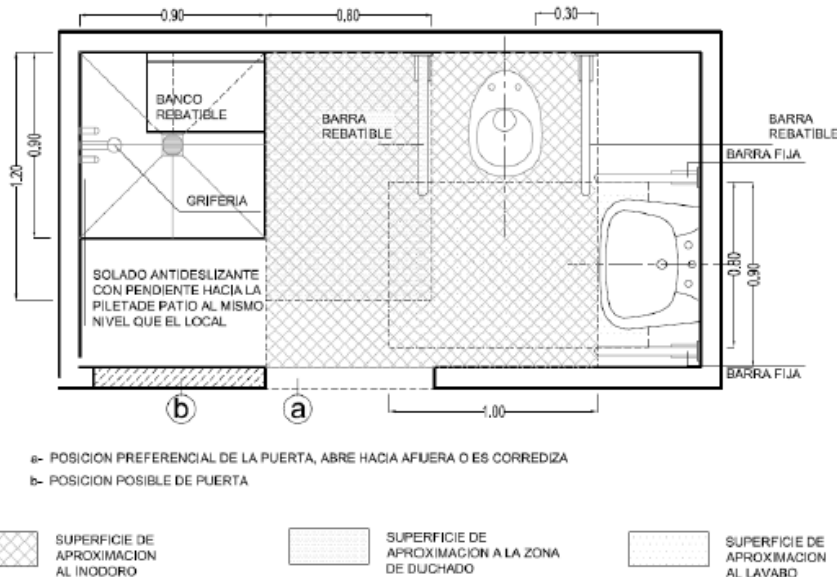 0.90
0.80
0.30
BANCO
REBATIBLE
BARRA
REBATIBLE
BARRA
REBATIBLE
BARRA FIJA
0.90
1.20
GRIFERIA
0.80
0.90
SOLADO ANTIDESLIZANTE
CON PENDIENTE HACIA LA
PILETADE PATIO AL MISMO
NIVEL QUE EL LOCAL
BARRA FIJA
b
a
1.00
a- POSICION PREFERENCIAL DE LA PUERTA, ABRE HACIA AFUERA O ES CORREDIZA
b- POSICION POSIBLE DE PUERTA
SUPERFICIE DE
APROXIMACION
AL INODORO
SUPERFICIE DE
APROXIMACION A LA ZONA
DE DUCHADO
SUPERFICIE DE
APROXIMACION
AL LAVABO